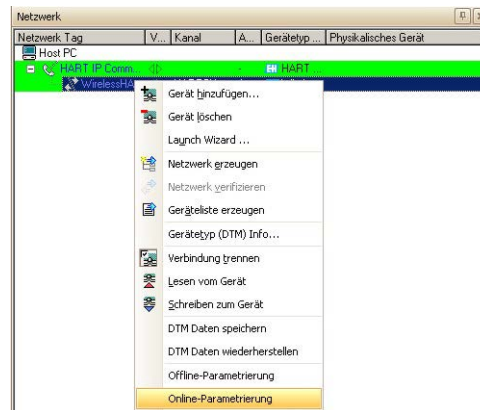 Netzwerk
Netzwerk Tag V... Kanal A... Gerätetyp ... Physikalisches Gerät
Host PC
HART IP Comm... - HART ...
WirelessHA
Gerät hinzufügen...
Gerät löschen
Launch Wizard ...
Netzwerk erzeugen
Netzwerk verifizieren
Geräteliste erzeugen
Gerätetyp (DTM) Info...
Verbindung trennen
Lesen vom Gerät
Schreiben zum Gerät
DTM Daten speichern
DTM Daten wiederherstellen
Offline-Parametrierung
Online-Parametrierung